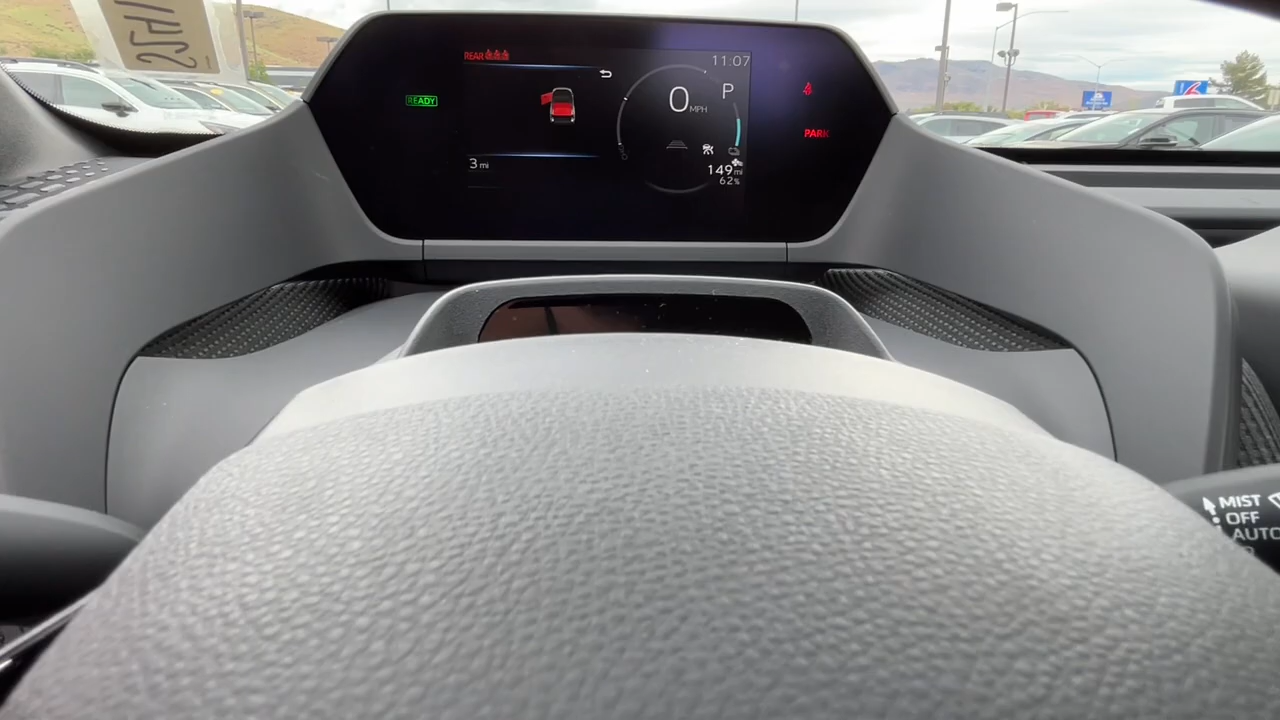 REAR
11:07
READY
0 MPH
P
PARK
3 mi
149 mi
62%
MIST
OFF
AUTO